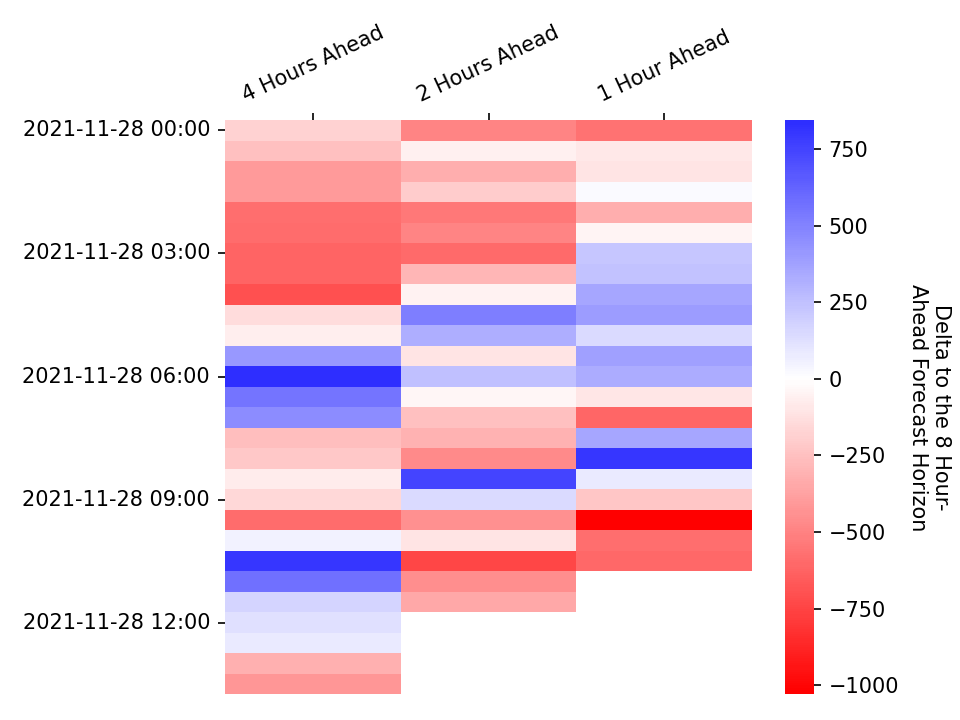 4 Hours Ahead
2 Hours Ahead
1 Hour Ahead
2021-11-28 00:00
2021-11-28 03:00
2021-11-28 06:00
2021-11-28 09:00
2021-11-28 12:00
750
500
250
0
−250
−500
−750
−1000
Delta to the 8 Hour-
Ahead Forecast Horizon